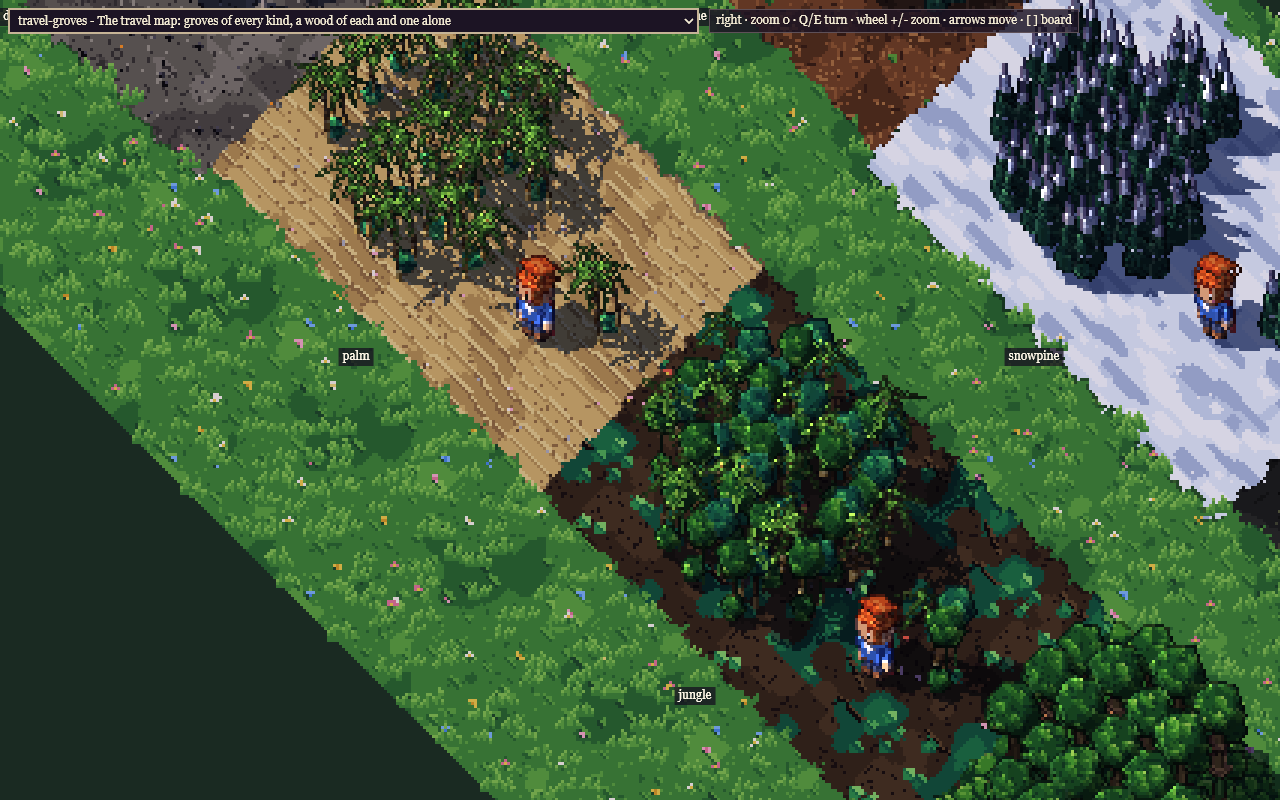 travel-groves - The travel map: groves of every kind, a wood of each and one alone
right · zoom 0 · Q/E turn · wheel +/- zoom · arrows move · [ ] board
palm
snowpine
jungle